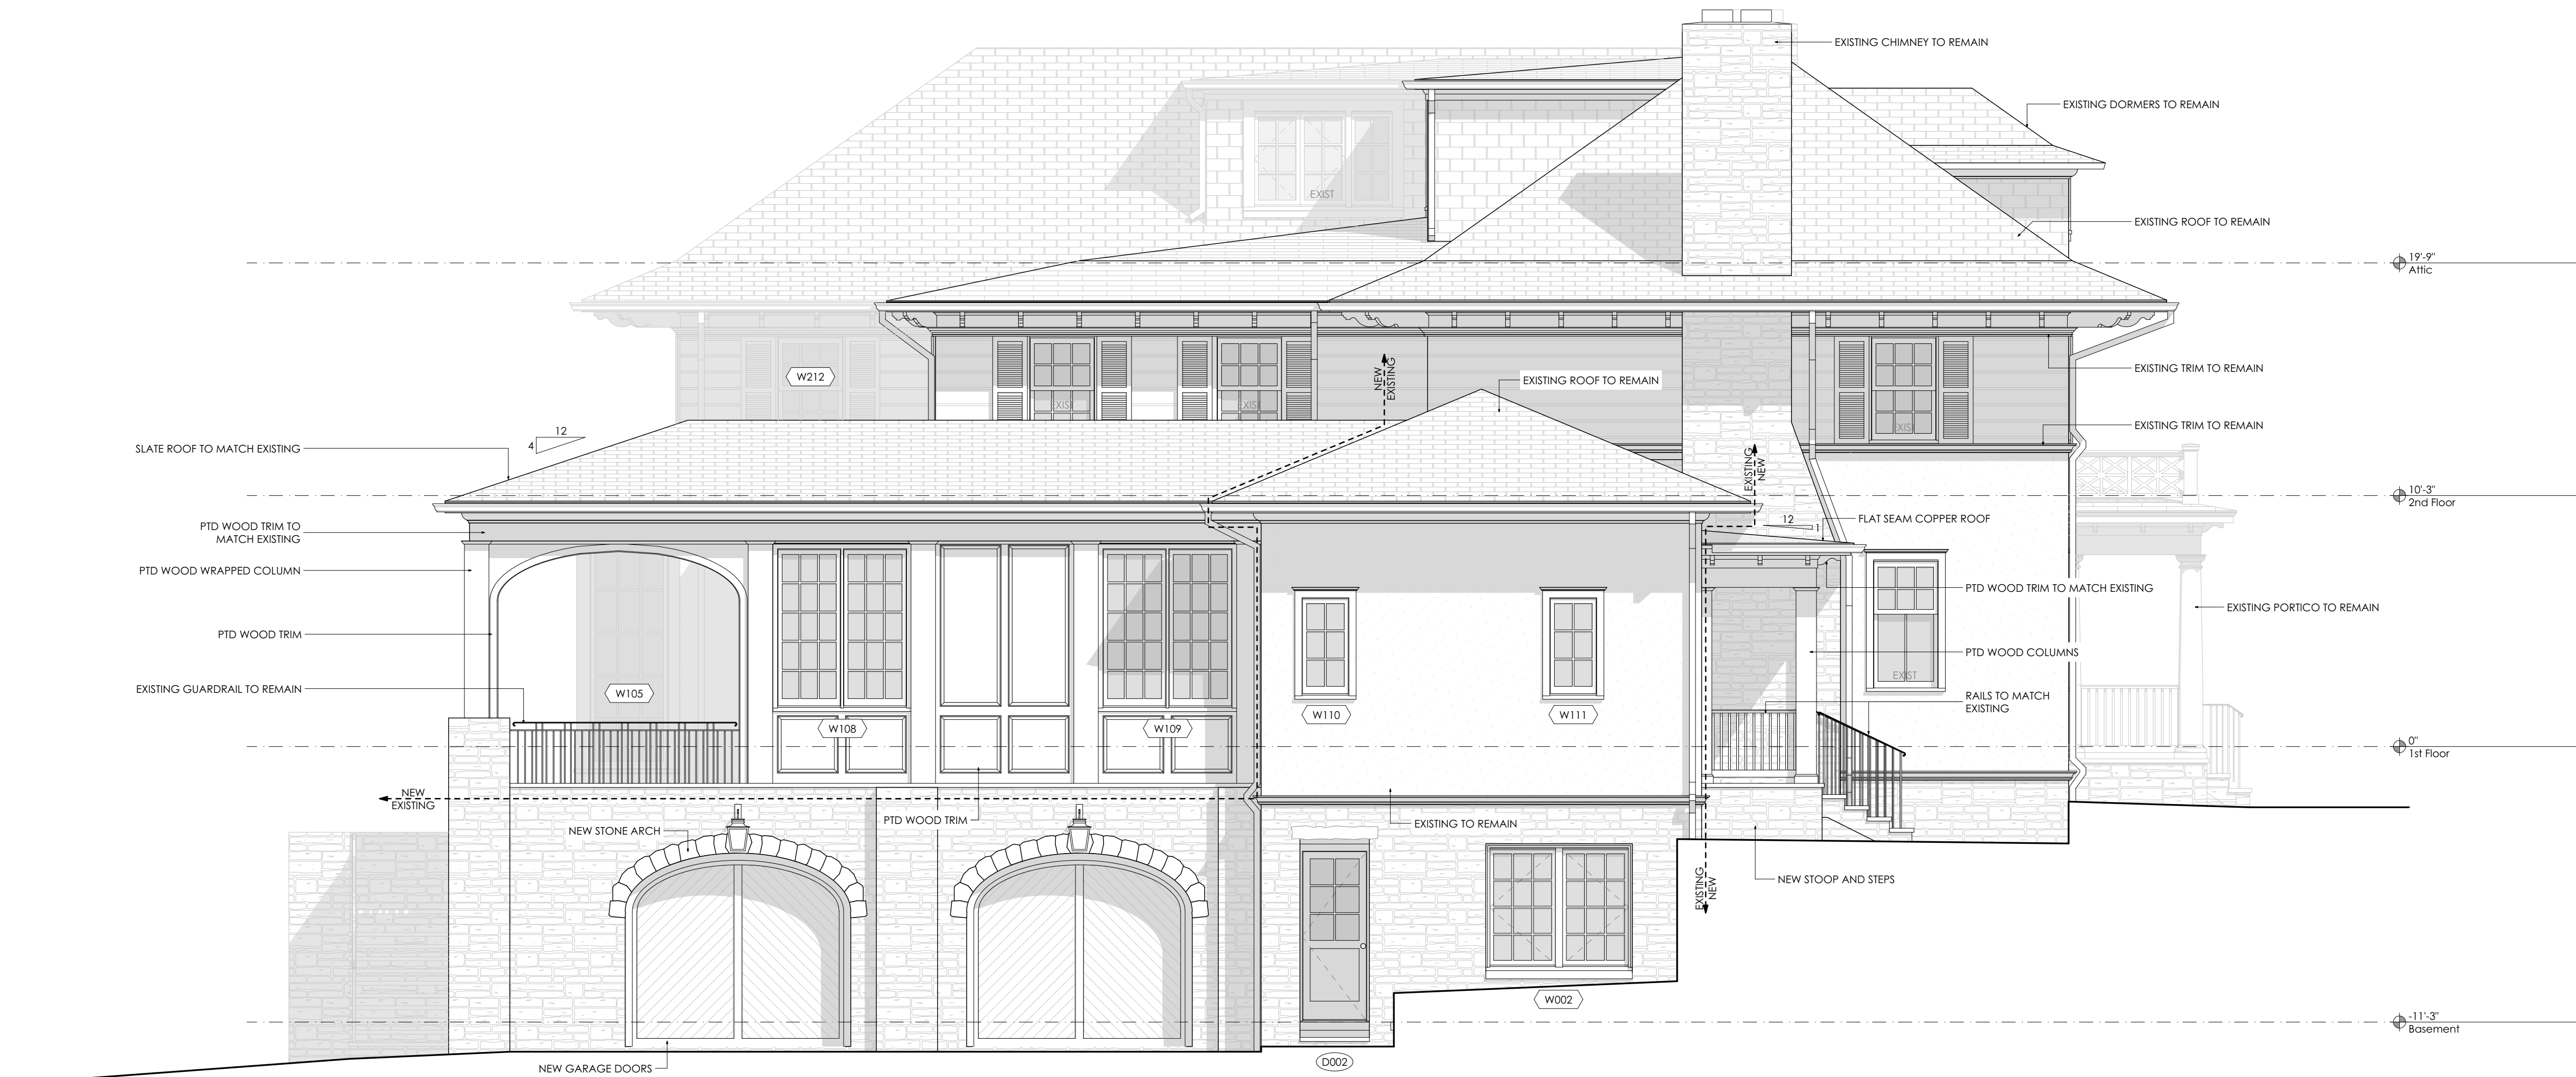 EXISTING CHIMNEY TO REMAIN
EXISTING DORMERS TO REMAIN
EXIST
EXISTING ROOF TO REMAIN
19'-9"
Attic
W212
EXIST
EXIST
NEW
EXISTING
EXISTING ROOF TO REMAIN
EXISTING TRIM TO REMAIN
EXIST
EXISTING TRIM TO REMAIN
12
4
SLATE ROOF TO MATCH EXISTING
EXISTING
NEW
10'-3"
2nd Floor
PTD WOOD TRIM TO
MATCH EXISTING
12
1
FLAT SEAM COPPER ROOF
PTD WOOD WRAPPED COLUMN
PTD WOOD TRIM TO MATCH EXISTING
EXISTING PORTICO TO REMAIN
PTD WOOD TRIM
PTD WOOD COLUMNS
EXIST
EXISTING GUARDRAIL TO REMAIN
W105
RAILS TO MATCH
EXISTING
W108
W109
W110
W111
0"
1st Floor
NEW
EXISTING
PTD WOOD TRIM
NEW STONE ARCH
EXISTING TO REMAIN
EXISTING
NEW
NEW STOOP AND STEPS
W002
-11'-3"
Basement
NEW GARAGE DOORS
D002